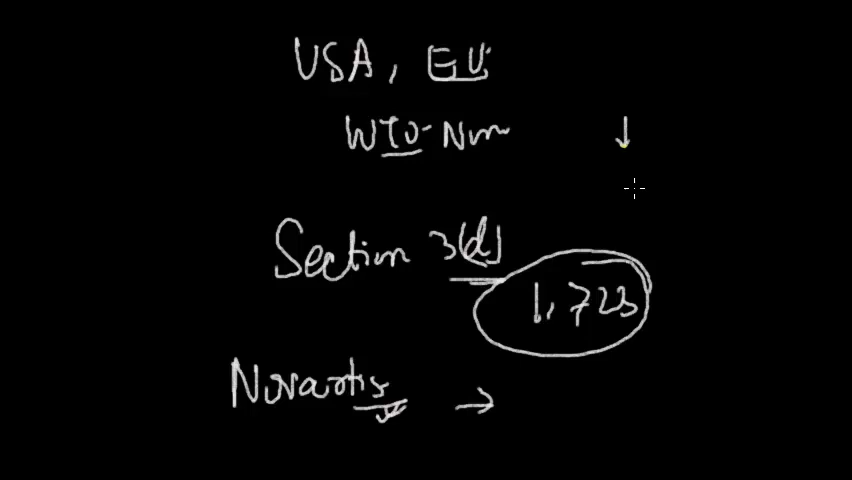 USA, EU
WTO- Nm
Section 3(d)
1,723
Novartis →